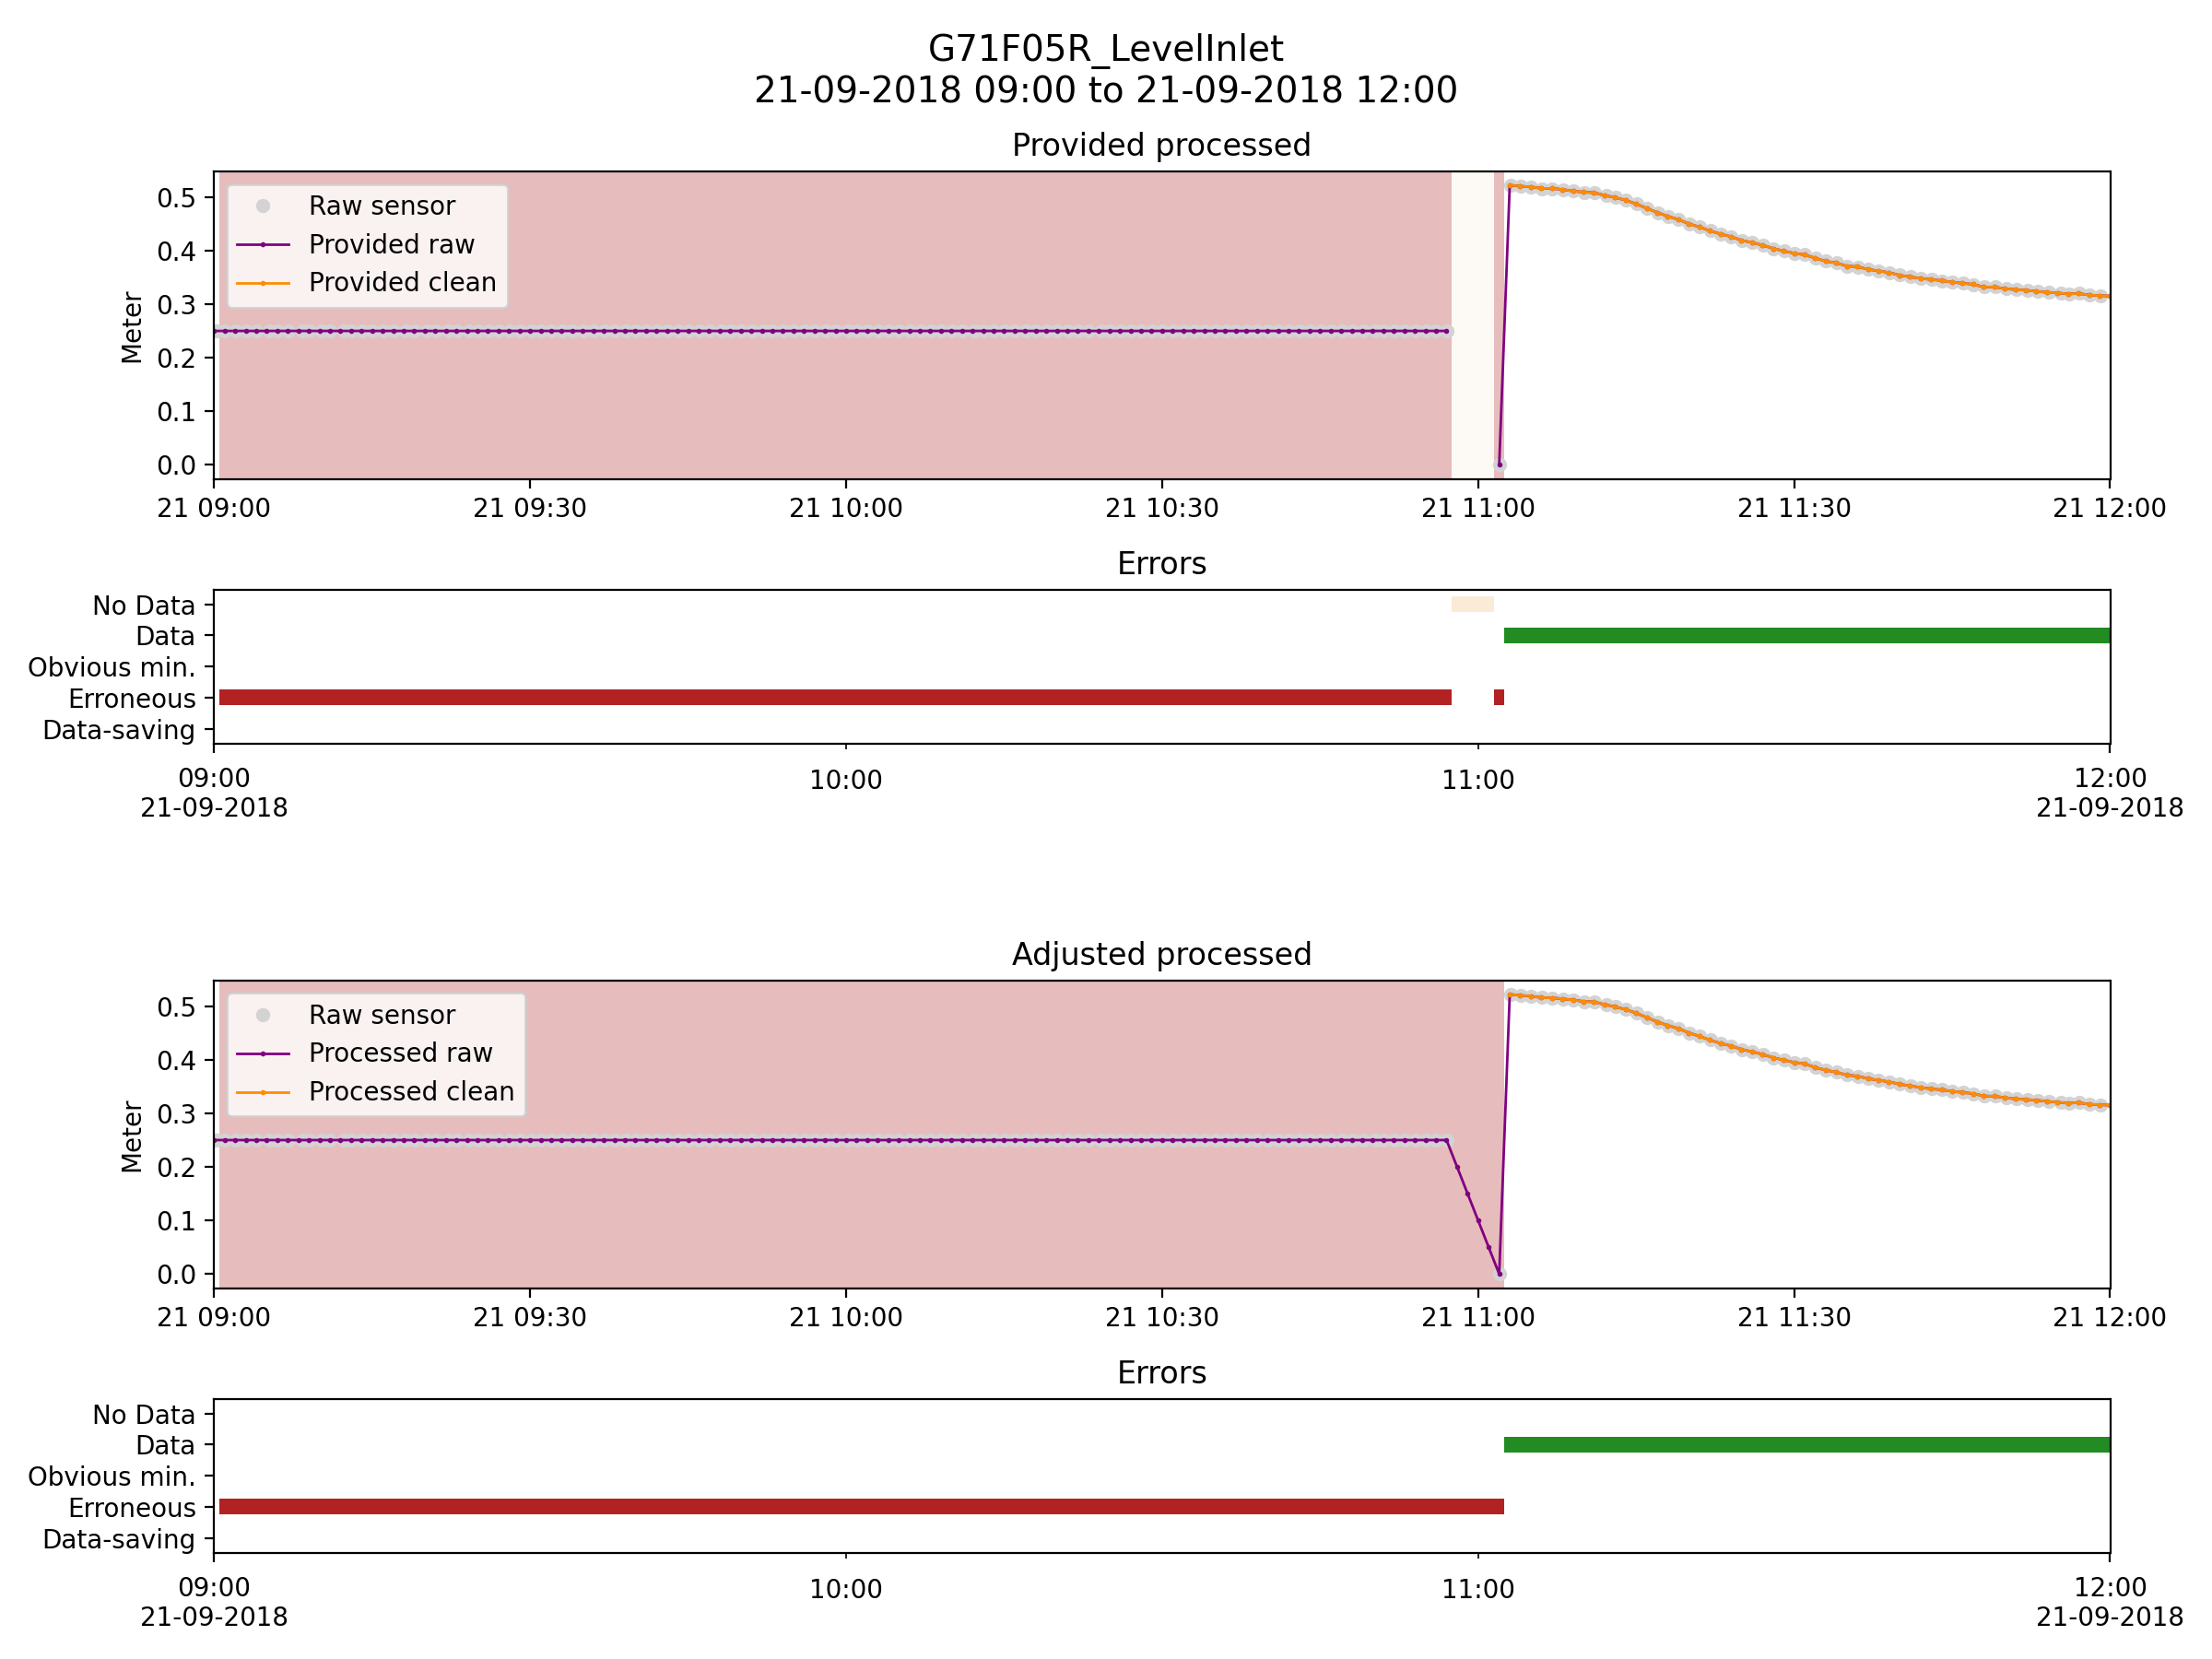 G71F05R_LevelInlet
21-09-2018 09:00 to 21-09-2018 12:00
Provided processed
Meter
0.5
0.4
0.3
0.2
0.1
0.0
Raw sensor
Provided raw
Provided clean
21 09:00 21 09:30 21 10:00 21 10:30 21 11:00 21 11:30 21 12:00
Errors
No Data
Data
Obvious min.
Erroneous
Data-saving
09:00 10:00 11:00 12:00
21-09-2018 21-09-2018
Adjusted processed
Meter
0.5
0.4
0.3
0.2
0.1
0.0
Raw sensor
Processed raw
Processed clean
21 09:00 21 09:30 21 10:00 21 10:30 21 11:00 21 11:30 21 12:00
Errors
No Data
Data
Obvious min.
Erroneous
Data-saving
09:00 10:00 11:00 12:00
21-09-2018 21-09-2018